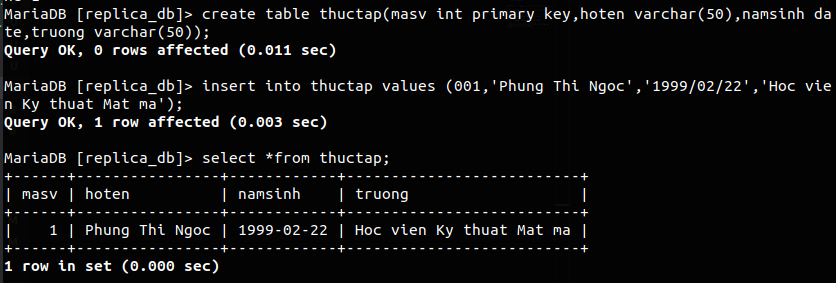 MariaDB [replica_db]> create table thuctap(masv int primary key,hoten varchar(50),namsinh da
te,truong varchar(50));
Query OK, 0 rows affected (0.011 sec)
MariaDB [replica_db]> insert into thuctap values (001,'Phung Thi Ngoc','1999/02/22','Hoc vie
n Ky thuat Mat ma');
Query OK, 1 row affected (0.003 sec)
MariaDB [replica_db]> select *from thuctap;
+------+----------------+------------+--------------------------+
| masv | hoten          | namsinh    | truong                   |
+------+----------------+------------+--------------------------+
|    1 | Phung Thi Ngoc | 1999-02-22 | Hoc vien Ky thuat Mat ma |
+------+----------------+------------+--------------------------+
1 row in set (0.000 sec)